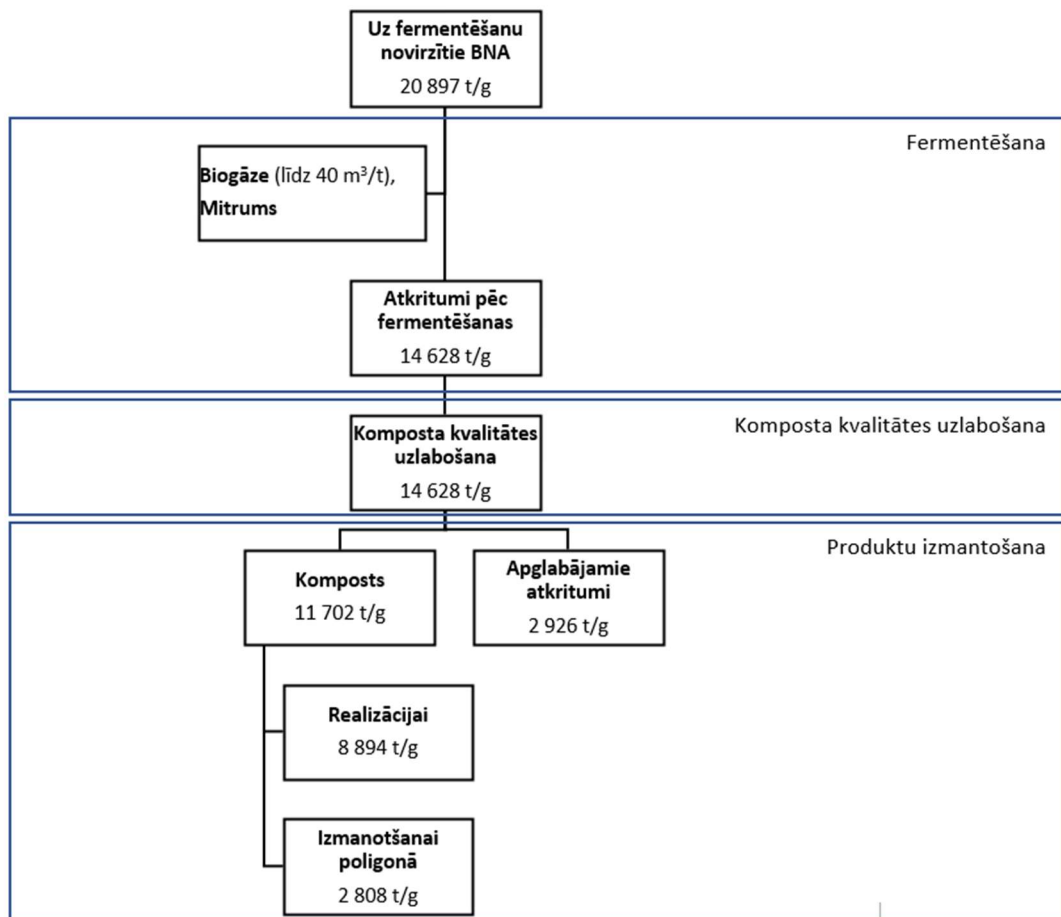 Uz fermentēšanu
novirzītie BNA
20 897 t/g
Fermentēšana
Biogāze (līdz 40 m³/t),
Mitrums
Atkritumi pēc
fermentēšanas
14 628 t/g
Komposta kvalitātes uzlabošana
Komposta kvalitātes
uzlabošana
14 628 t/g
Produktu izmantošana
Komposts
11 702 t/g
Apglabājamie
atkritumi
2 926 t/g
Realizācijai
8 894 t/g
Izmanotšanai
poligonā
2 808 t/g